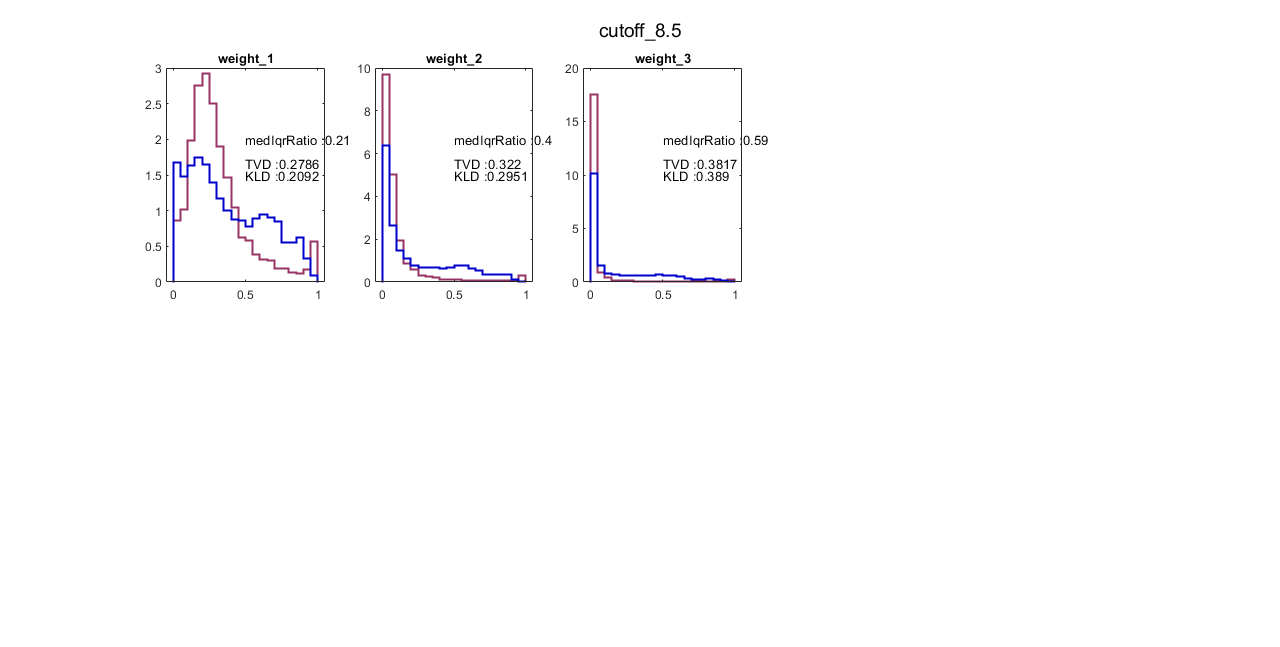 cutoff_8.5
weight_1
3
2.5
2
1.5
1
0.5
0
0
0.5
1
medIqrRatio :0.21
TVD :0.2786
KLD :0.2092
weight_2
10
8
6
4
2
0
0
0.5
1
medIqrRatio :0.4
TVD :0.322
KLD :0.2951
weight_3
20
15
10
5
0
0
0.5
1
medIqrRatio :0.59
TVD :0.3817
KLD :0.389